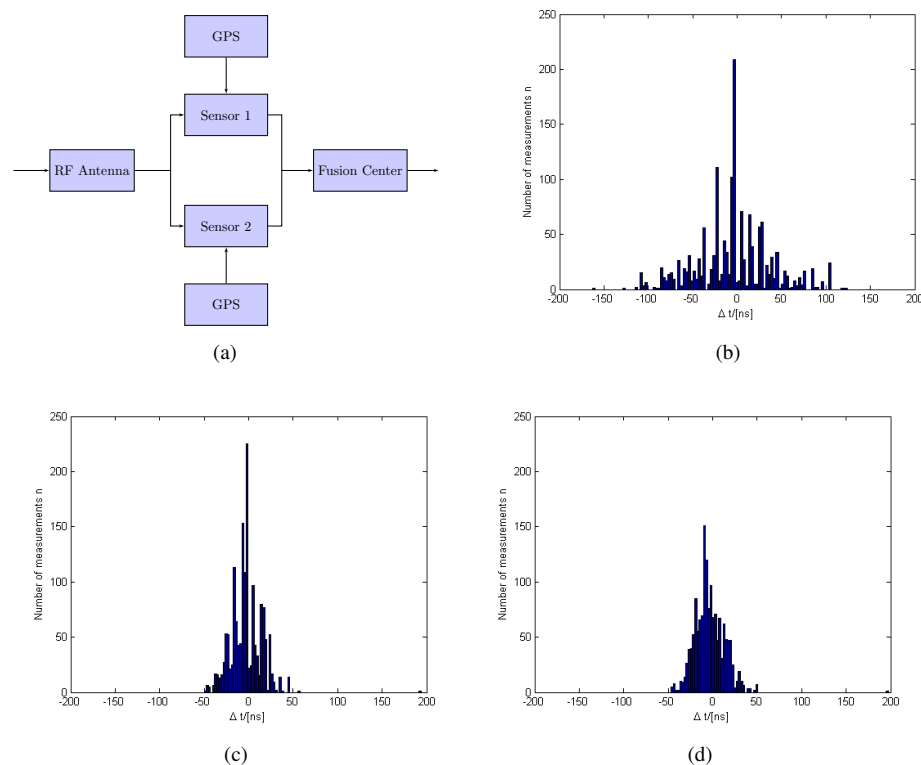 GPS
Sensor 1
RF Antenna
Fusion Center
Sensor 2
GPS
(a)
250
200
150
100
50
0
-200 -150 -100 -50 0 50 100 150 200
Number of measurements n
Δ t/[ns]
(b)
250
200
150
100
50
0
-200 -150 -100 -50 0 50 100 150 200
Number of measurements n
Δ t/[ns]
(c)
250
200
150
100
50
0
-200 -150 -100 -50 0 50 100 150 200
Number of measurements n
Δ t/[ns]
(d)